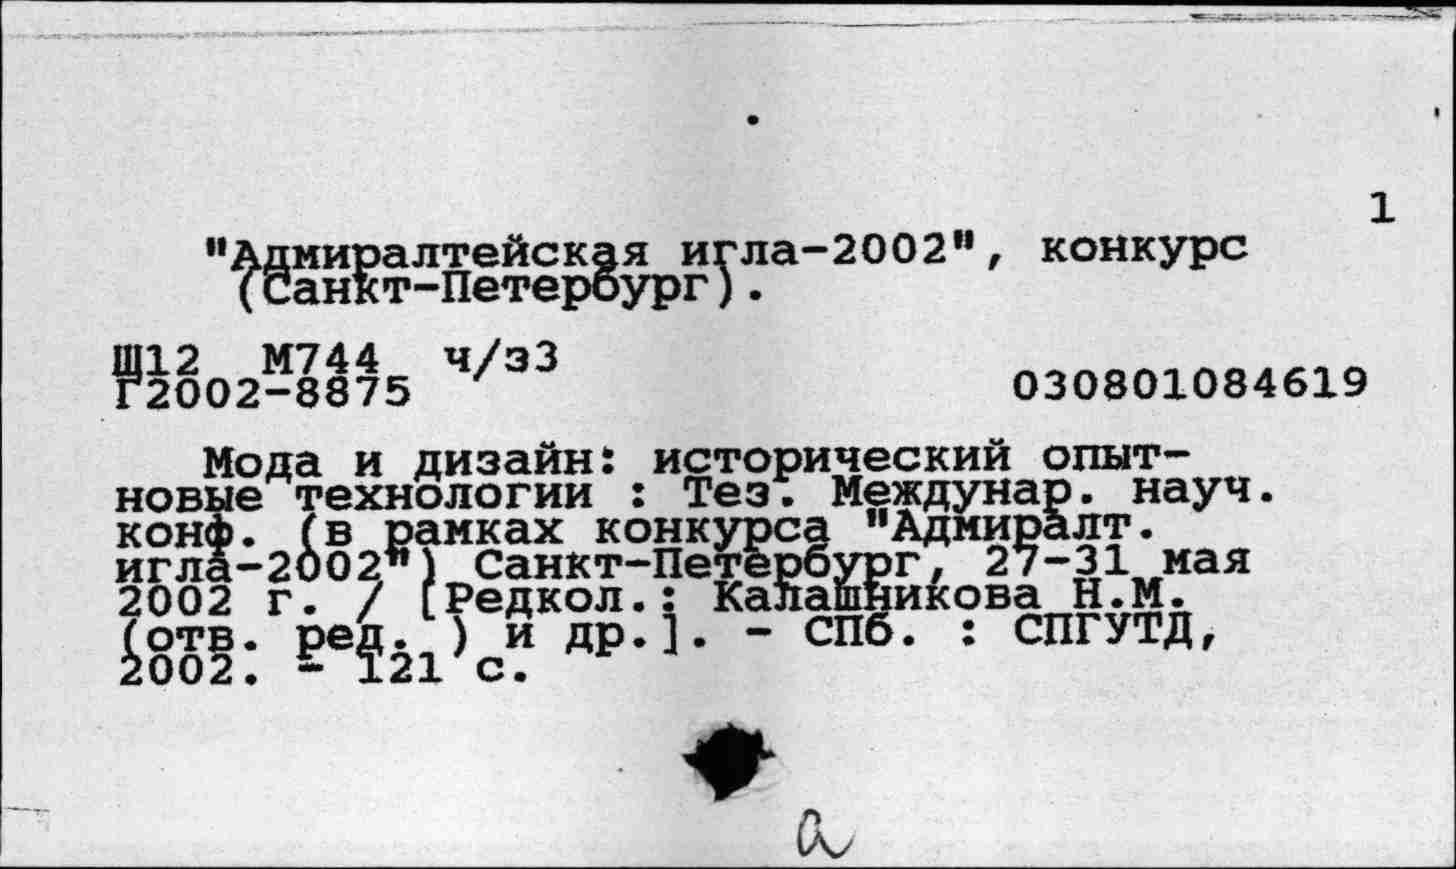 1
"Адмиралтейская игла-2002", конкурс
(Санкт-Петербург).
Ш12 М744 ч/з3
Г2002-8875
030801084619
Мода и дизайн: исторический опыт-
новые технологии : Тез. Междунар. науч.
конф. (в рамках конкурса "Адмиралт.
игла-2002") Санкт-Петербург, 27-31 мая
2002 г. / [Редкол.: Калашникова Н.М.
(отв. ред. ) и др.]. - СПб. : СПГУТД,
2002. - 121 с.
а